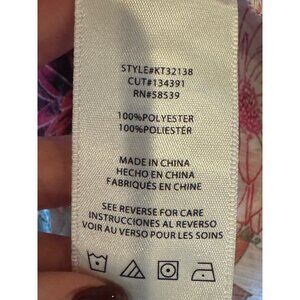 STYLE#KT32138
CUT#134391
RN#58539
100%POLYESTER
100%POLIESTÉR
MADE IN CHINA
HECHO EN CHINA
FABRIQUÉS EN CHINE
SEE REVERSE FOR CARE
INSTRUCCIONES AL REVERSO
VOIR AU VERSO POUR LES SOINS